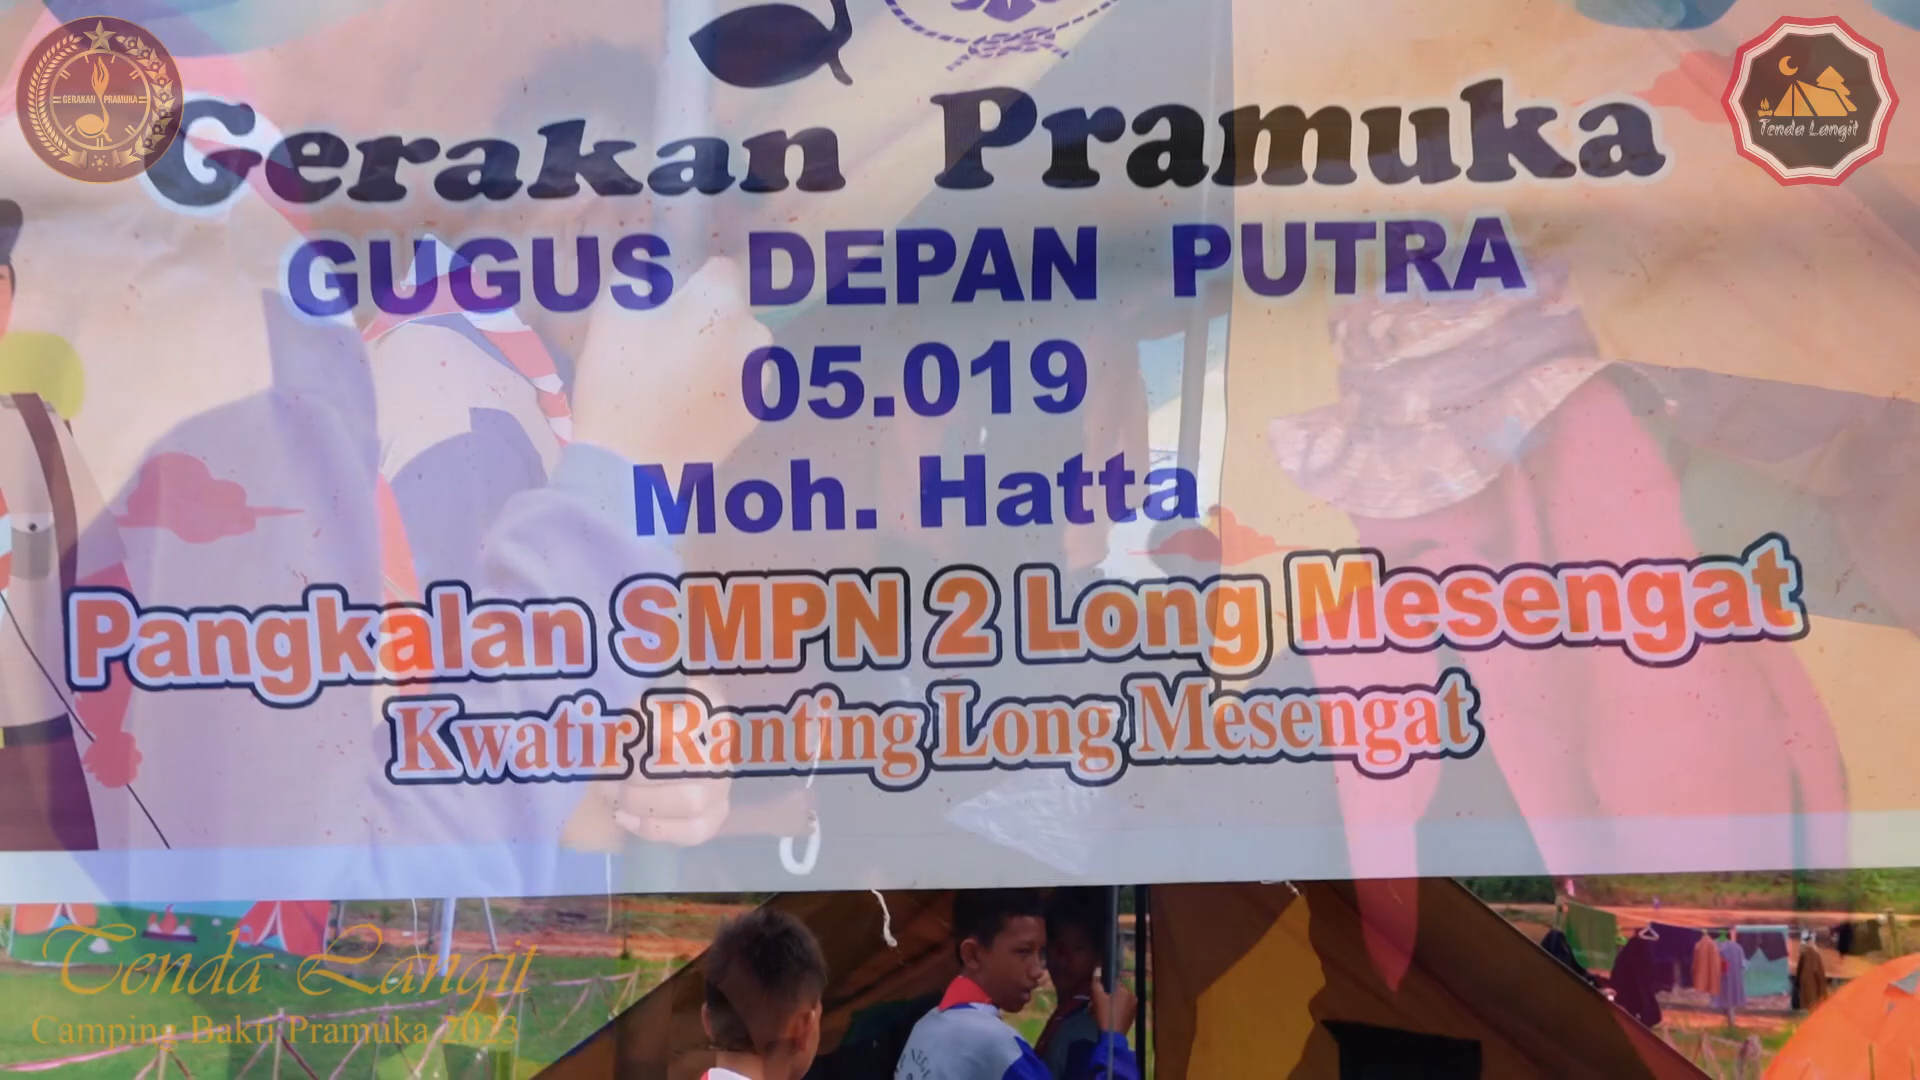 GERAKAN PRAMUKA
Tenda Langit
Gerakan Pramuka
GUGUS DEPAN PUTRA
05.019
Moh. Hatta
Pangkalan SMPN 2 Long Mesengat
Kwatir Ranting Long Mesengat
Tenda Langit
Camping Bakti Pramuka 2023